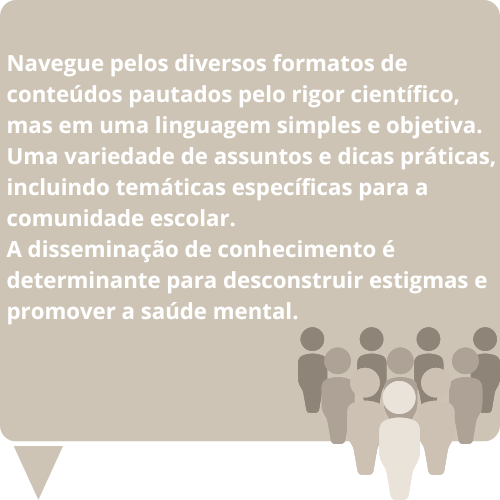 Navegue pelos diversos formatos de
conteúdos pautados pelo rigor científico,
mas em uma linguagem simples e objetiva.
Uma variedade de assuntos e dicas práticas,
incluindo temáticas específicas para a
comunidade escolar.
A disseminação de conhecimento é
determinante para desconstruir estigmas e
promover a saúde mental.